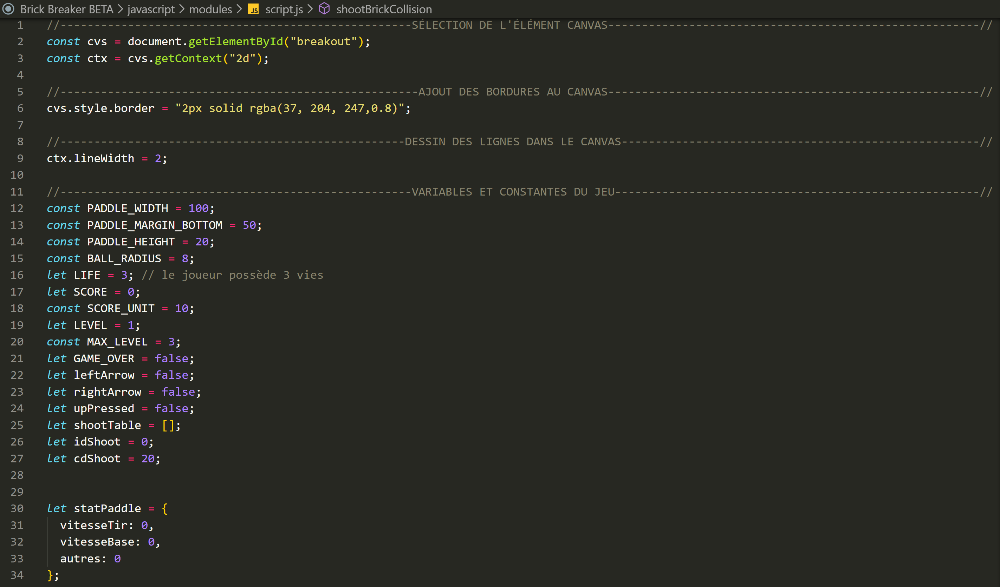 Brick Breaker BETA > javascript > modules > JS script.js > shootBrickCollision
1 //----------------------------------------------------SÉLECTION DE L'ÉLÉMENT CANVAS-------------------------------------------------------//
2 const cvs = document.getElementById("breakout");
3 const ctx = cvs.getContext("2d");
4
5 //-----------------------------------------------------AJOUT DES BORDURES AU CANVAS-------------------------------------------------------//
6 cvs.style.border = "2px solid rgba(37, 204, 247,0.8)";
7
8 //---------------------------------------------------DESSIN DES LIGNES DANS LE CANVAS-----------------------------------------------------//
9 ctx.lineWidth = 2;
10
11 //----------------------------------------------------VARIABLES ET CONSTANTES DU JEU------------------------------------------------------//
12 const PADDLE_WIDTH = 100;
13 const PADDLE_MARGIN_BOTTOM = 50;
14 const PADDLE_HEIGHT = 20;
15 const BALL_RADIUS = 8;
16 let LIFE = 3; // le joueur possède 3 vies
17 let SCORE = 0;
18 const SCORE_UNIT = 10;
19 let LEVEL = 1;
20 const MAX_LEVEL = 3;
21 let GAME_OVER = false;
22 let leftArrow = false;
23 let rightArrow = false;
24 let upPressed = false;
25 let shootTable = [];
26 let idShoot = 0;
27 let cdShoot = 20;
28
29
30 let statPaddle = {
31 vitesseTir: 0,
32 vitesseBase: 0,
33 autres: 0
34 };